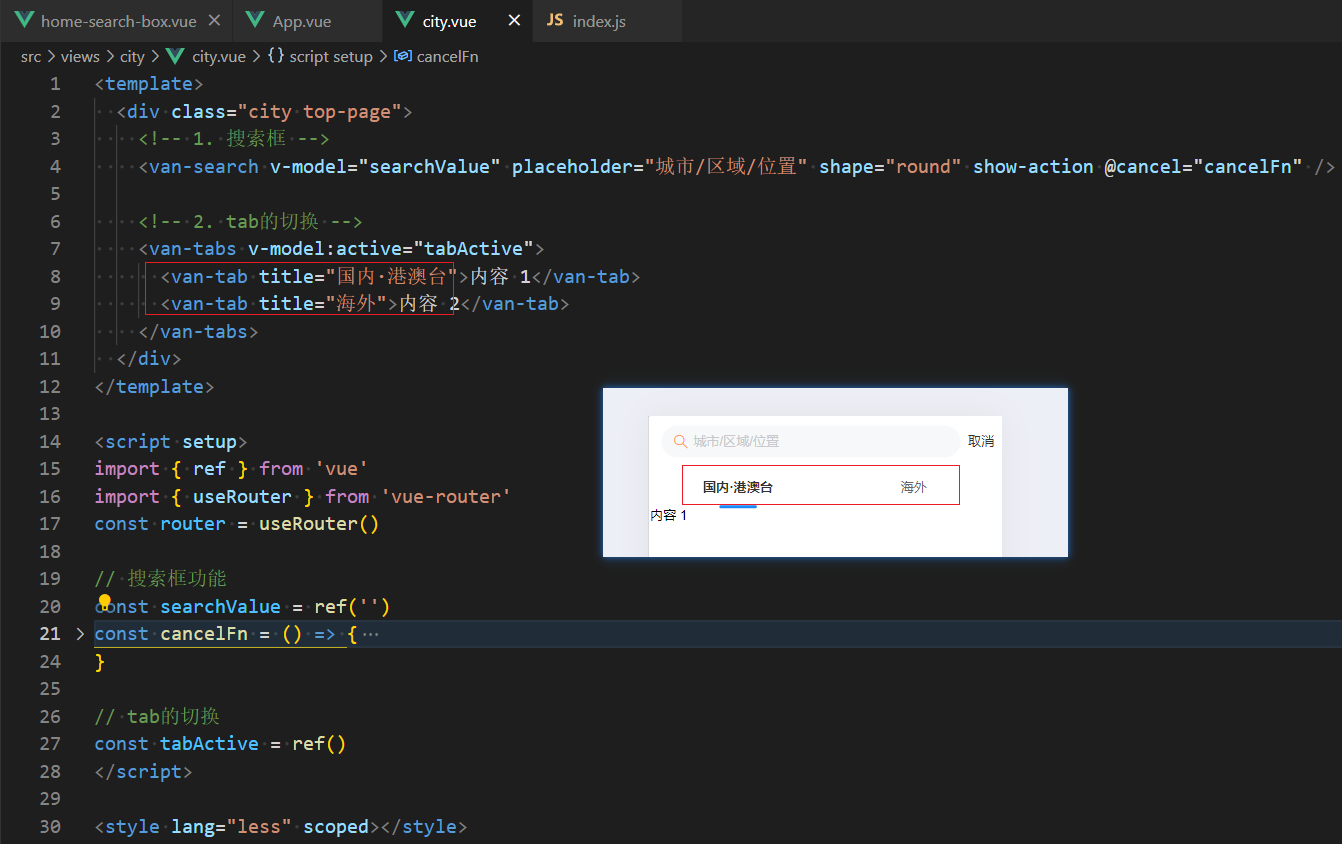 home-search-box.vue App.vue city.vue JS index.js
src > views > city > city.vue > {} script setup > cancelFn
1 <template>
2 <div class="city top-page">
3 <!-- 1. 搜索框 -->
4 <van-search v-model="searchValue" placeholder="城市/区域/位置" shape="round" show-action @cancel="cancelFn" />
5
6 <!-- 2. tab的切换 -->
7 <van-tabs v-model:active="tabActive">
8 <van-tab title="国内·港澳台">内容 1</van-tab>
9 <van-tab title="海外">内容 2</van-tab>
10 </van-tabs>
11 </div>
12 </template>
13
14 <script setup>
15 import { ref } from 'vue'
16 import { useRouter } from 'vue-router'
17 const router = useRouter()
18
19 // 搜索框功能
20 const searchValue = ref('')
21 const cancelFn = () => { ···
24 }
25
26 // tab的切换
27 const tabActive = ref()
28 </script>
29
30 <style lang="less" scoped></style>
城市/区域/位置 取消
国内·港澳台 海外
内容 1